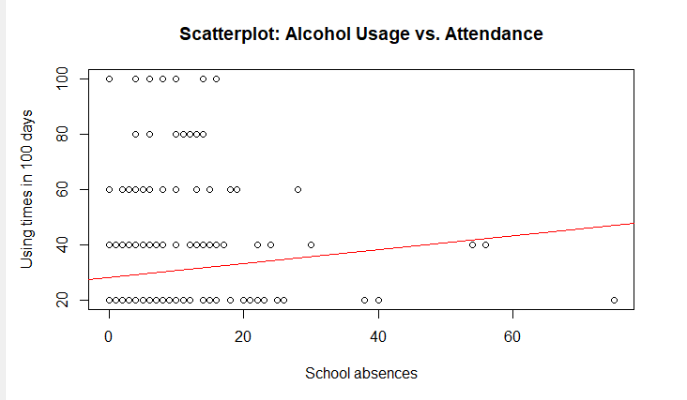 Scatterplot: Alcohol Usage vs. Attendance
Using times in 100 days
100
80
60
40
20
0 20 40 60
School absences